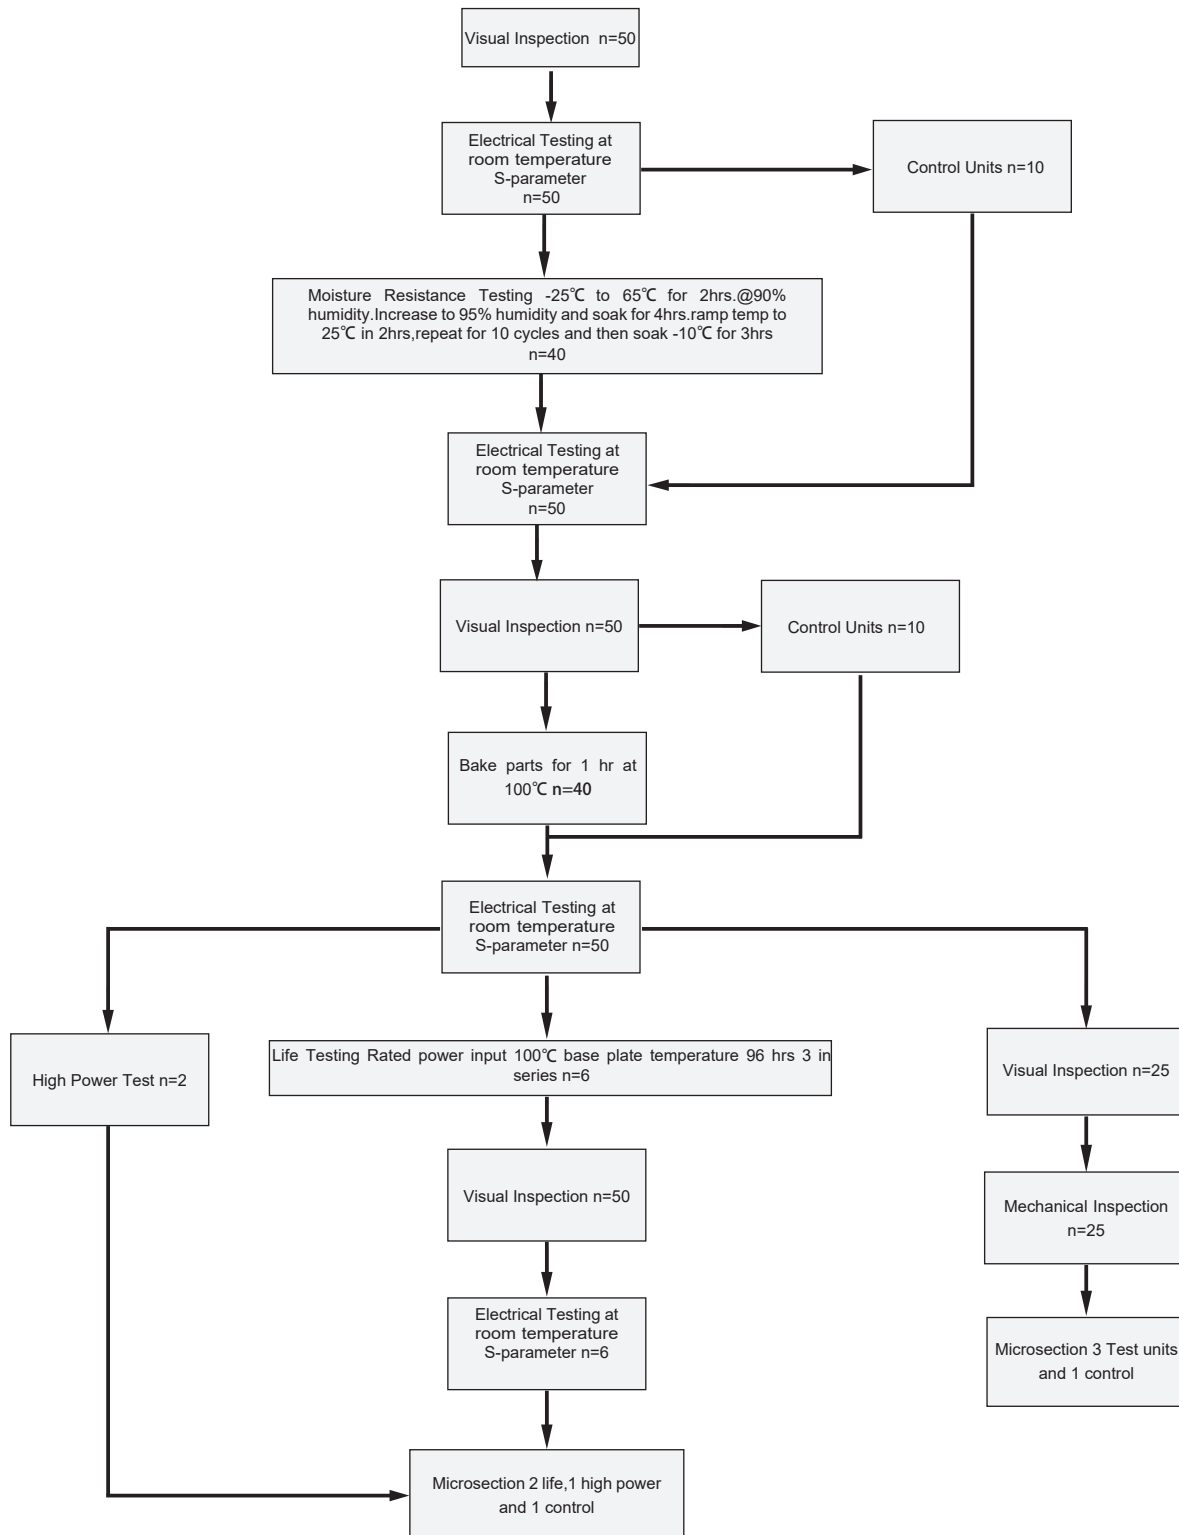 Visual Inspection n=50
Electrical Testing at
room temperature
S-parameter
n=50
Control Units n=10
Moisture Resistance Testing -25℃ to 65℃ for 2hrs.@90%
humidity.Increase to 95% humidity and soak for 4hrs.ramp temp to
25℃ in 2hrs,repeat for 10 cycles and then soak -10℃ for 3hrs
n=40
Electrical Testing at
room temperature
S-parameter
n=50
Visual Inspection n=50
Control Units n=10
Bake parts for 1 hr at
100℃ n=40
Electrical Testing at
room temperature
S-parameter n=50
High Power Test n=2
Life Testing Rated power input 100℃ base plate temperature 96 hrs 3 in
series n=6
Visual Inspection n=25
Visual Inspection n=50
Mechanical Inspection
n=25
Electrical Testing at
room temperature
S-parameter n=6
Microsection 3 Test units
and 1 control
Microsection 2 life,1 high power
and 1 control